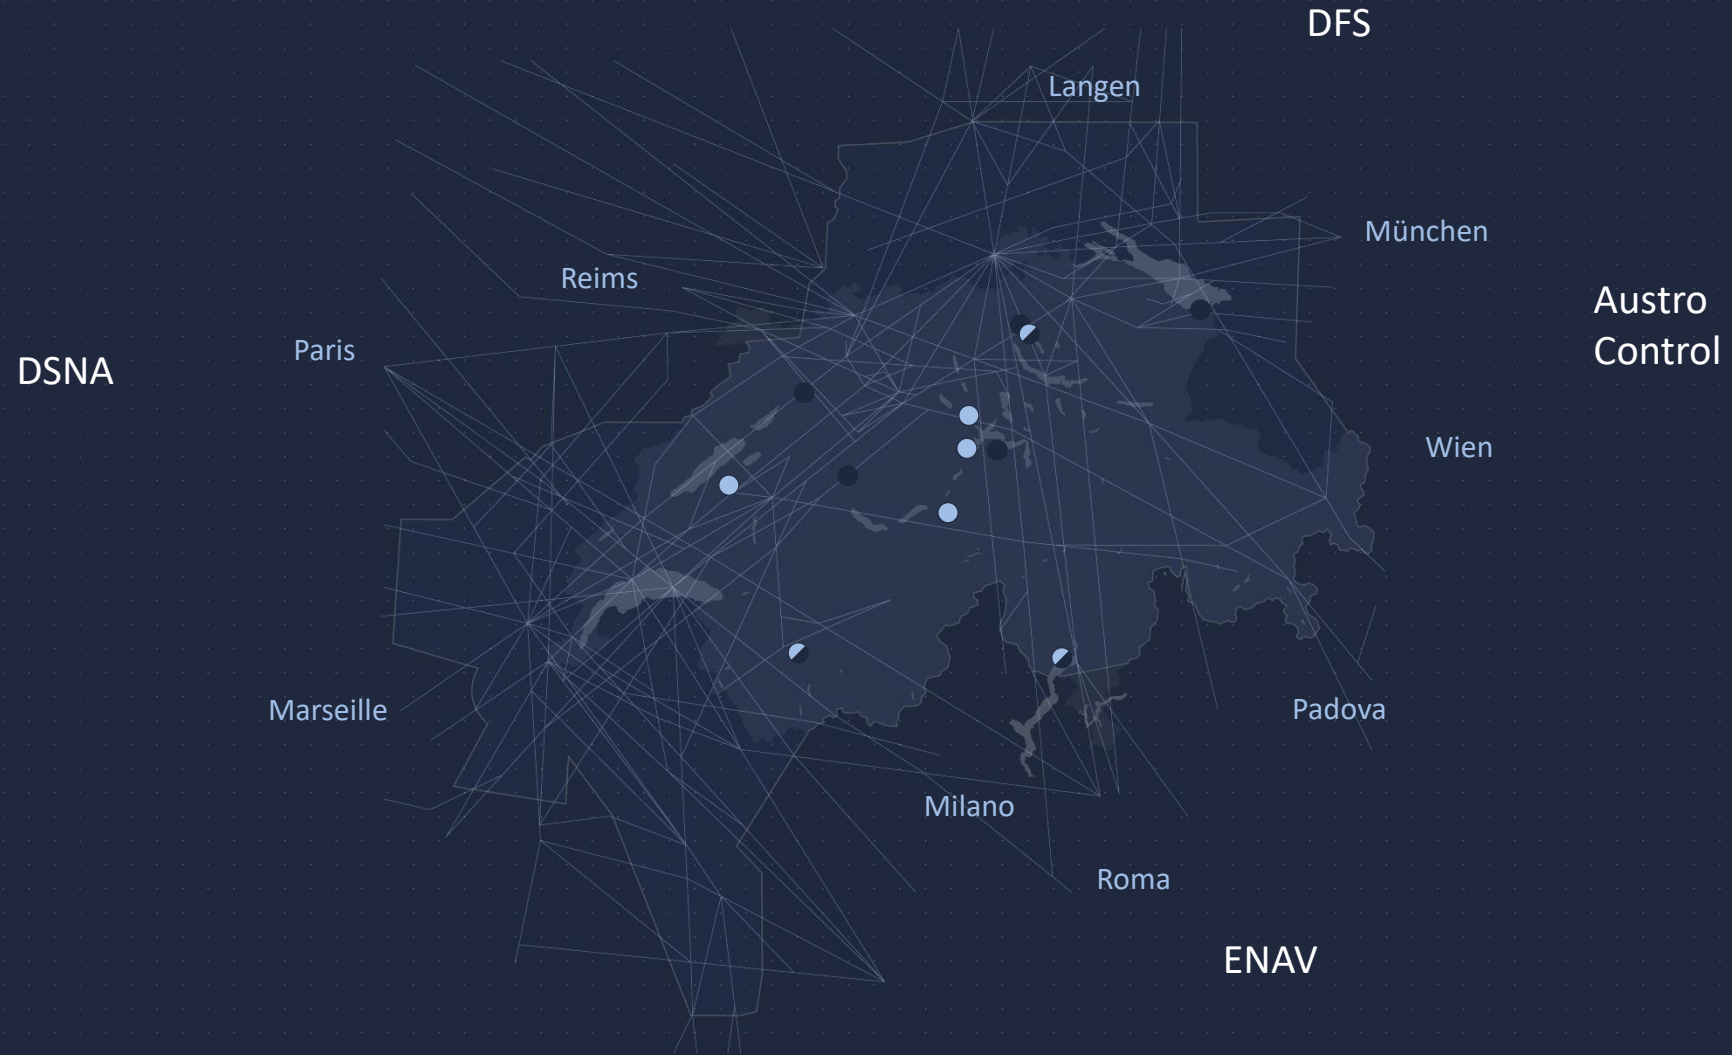 DFS
Langen
München
Reims
Austro
Control
Paris
DSNA
Wien
Marseille
Padova
Milano
Roma
ENAV